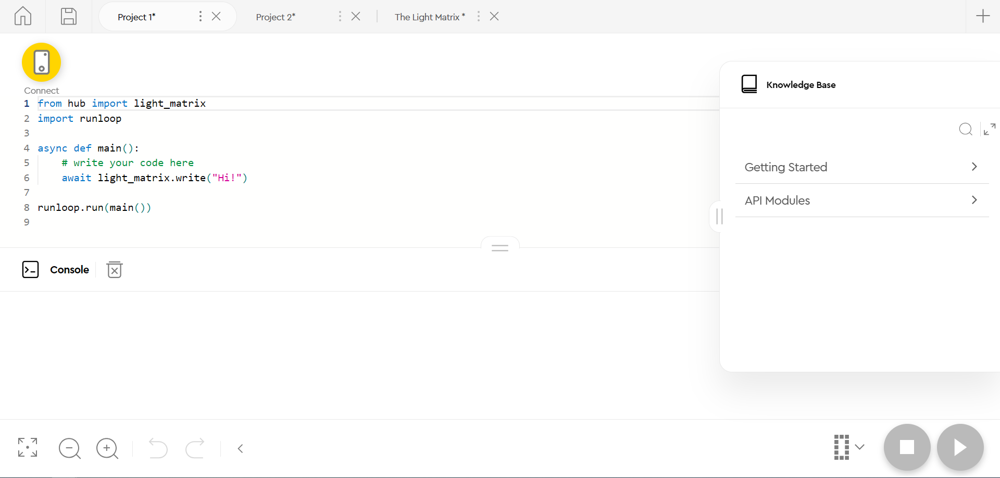 Project 1*
Project 2*
The Light Matrix *
Connect
Knowledge Base
1 from hub import light_matrix
2 import runloop
3
4 async def main():
5     # write your code here
6     await light_matrix.write("Hi!")
7
8 runloop.run(main())
9
Getting Started
API Modules
Console